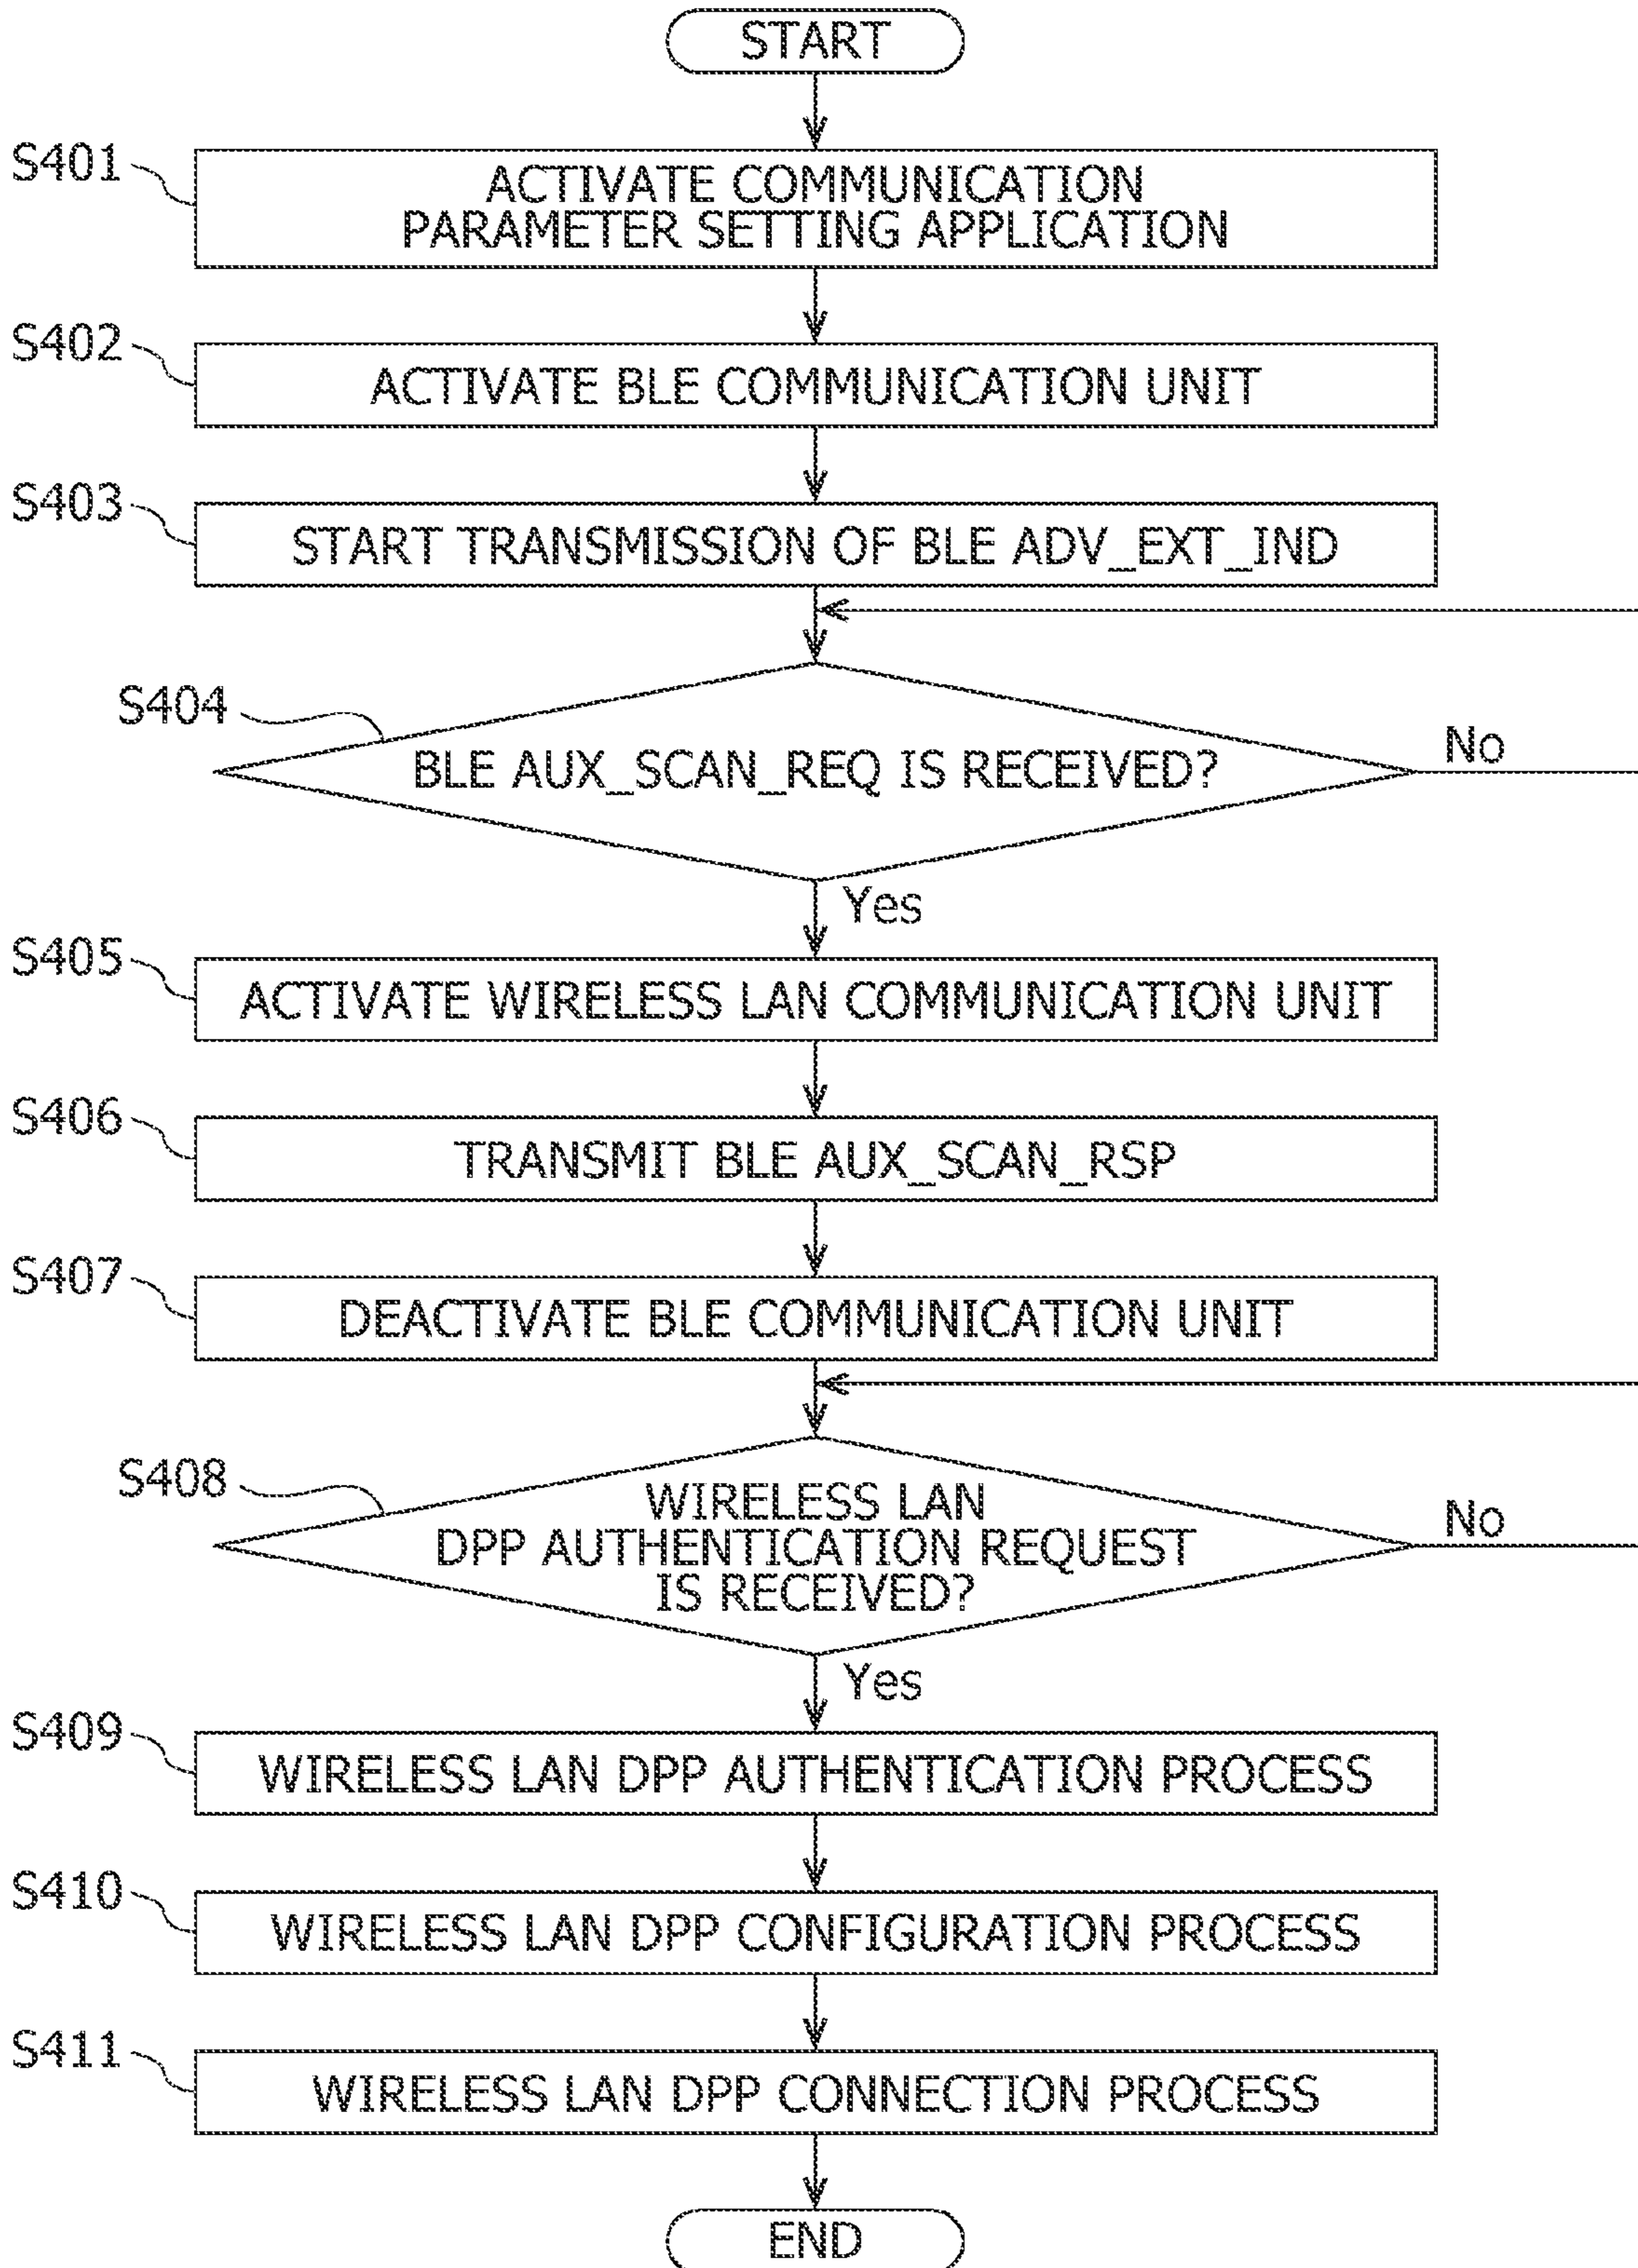 START
S401
ACTIVATE COMMUNICATION
PARAMETER SETTING APPLICATION
S402
ACTIVATE BLE COMMUNICATION UNIT
S403
START TRANSMISSION OF BLE ADV_EXT_IND
S404
BLE AUX_SCAN_REQ IS RECEIVED?
No
Yes
S405
ACTIVATE WIRELESS LAN COMMUNICATION UNIT
S406
TRANSMIT BLE AUX_SCAN_RSP
S407
DEACTIVATE BLE COMMUNICATION UNIT
S408
WIRELESS LAN
DPP AUTHENTICATION REQUEST
IS RECEIVED?
No
Yes
S409
WIRELESS LAN DPP AUTHENTICATION PROCESS
S410
WIRELESS LAN DPP CONFIGURATION PROCESS
S411
WIRELESS LAN DPP CONNECTION PROCESS
END